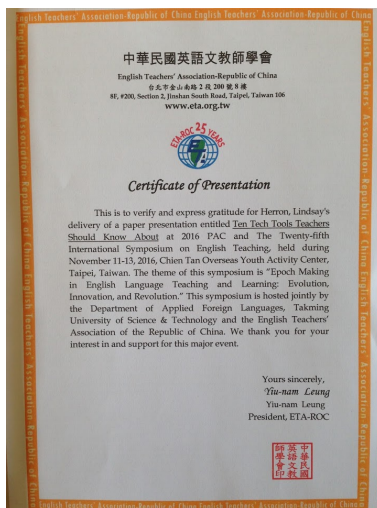 English Teachers' Association-Republic of China English Teachers' Association-Republic of China
中華民國英語文教師學會
English Teachers' Association-Republic of China
台北市金山南路 2 段 200 號 8 樓
8F, #200, Section 2, Jinshan South Road, Taipei, Taiwan 106
www.eta.org.tw
ETA-ROC 25 YEARS
Certificate of Presentation
This is to verify and express gratitude for Herron, Lindsay's
delivery of a paper presentation entitled Ten Tech Tools Teachers
Should Know About at 2016 PAC and The Twenty-fifth
International Symposium on English Teaching, held during
November 11-13, 2016, Chien Tan Overseas Youth Activity Center,
Taipei, Taiwan. The theme of this symposium is "Epoch Making
in English Language Teaching and Learning: Evolution,
Innovation, and Revolution." This symposium is hosted jointly by
the Department of Applied Foreign Languages, Takming
University of Science & Technology and the English Teachers'
Association of the Republic of China. We thank you for your
interest in and support for this major event.
Yours sincerely,
Yiu-nam Leung
Yiu-nam Leung
President, ETA-ROC
中華民國
英語文教
師學會印